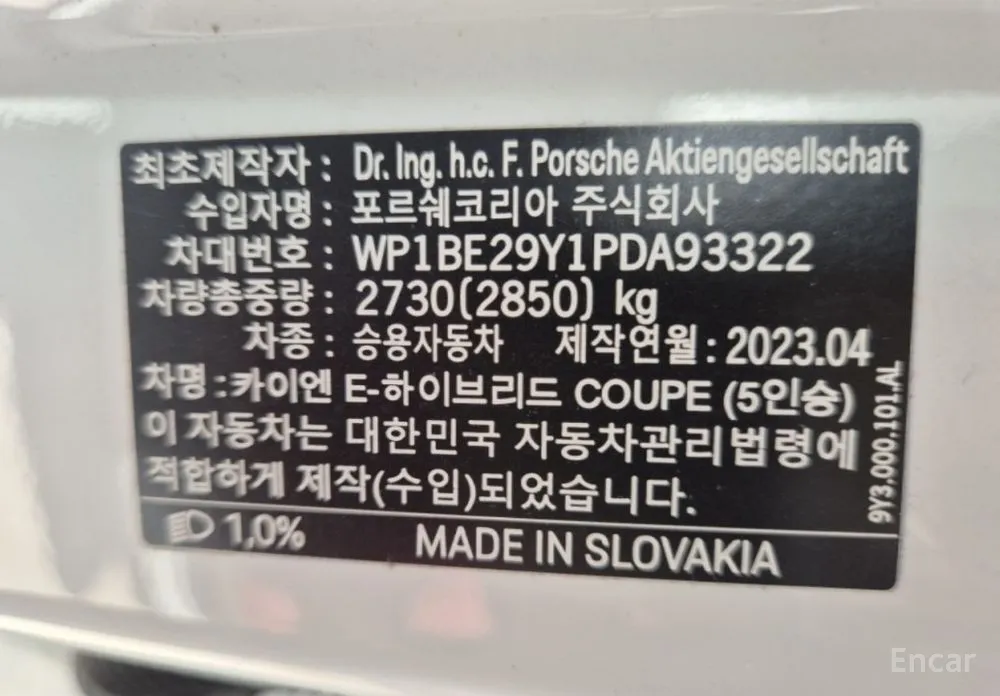 최초제작자 : Dr. Ing. h.c. F. Porsche Aktiengesellschaft
수입자명 : 포르쉐코리아 주식회사
차대번호 : WP1BE29Y1PDA93322
차량총중량 : 2730(2850) kg
차종 : 승용자동차 제작연월 : 2023.04
차명 : 카이엔 E-하이브리드 COUPE (5인승)
이 자동차는 대한민국 자동차관리법령에
적합하게 제작(수입)되었습니다.
9Y3.000.101.AL
1,0% MADE IN SLOVAKIA
Encar